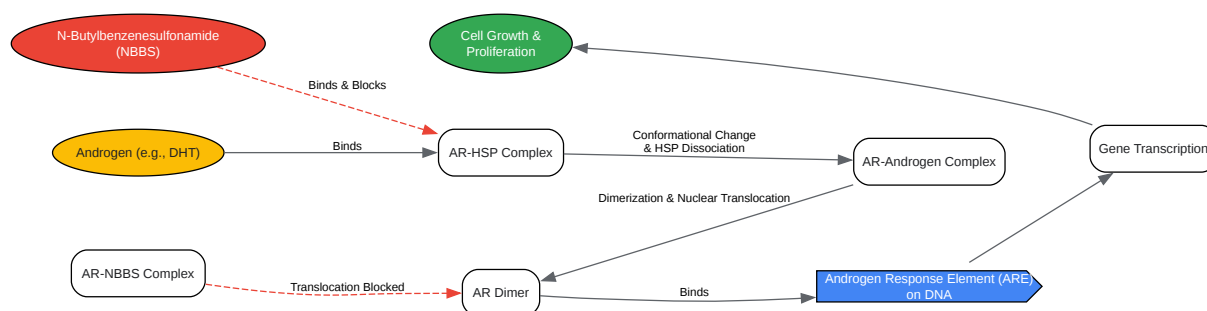 N-Butylbenzenesulfonamide
(NBBS)
Cell Growth &
Proliferation
Binds & Blocks
Androgen (e.g., DHT)
Binds
AR-HSP Complex
Conformational Change
& HSP Dissociation
AR-Androgen Complex
Gene Transcription
Dimerization & Nuclear Translocation
AR-NBBS Complex
Translocation Blocked
AR Dimer
Binds
Androgen Response Element (ARE)
on DNA